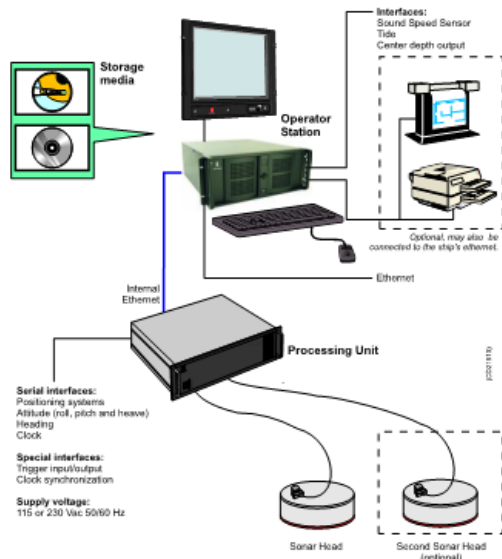 Interfaces:
Sound Speed Sensor
Tide
Center depth output
Storage
media
Operator
Station
Optional, may also be
connected to the ship's ethernet.
Ethernet
Internal
Ethernet
Processing Unit
Serial interfaces:
Positioning systems
Attitude (roll, pitch and heave)
Heading
Clock
Special interfaces:
Trigger input/output
Clock synchronization
Supply voltage:
115 or 230 Vac 50/60 Hz
Sonar Head
Second Sonar Head
(optional)